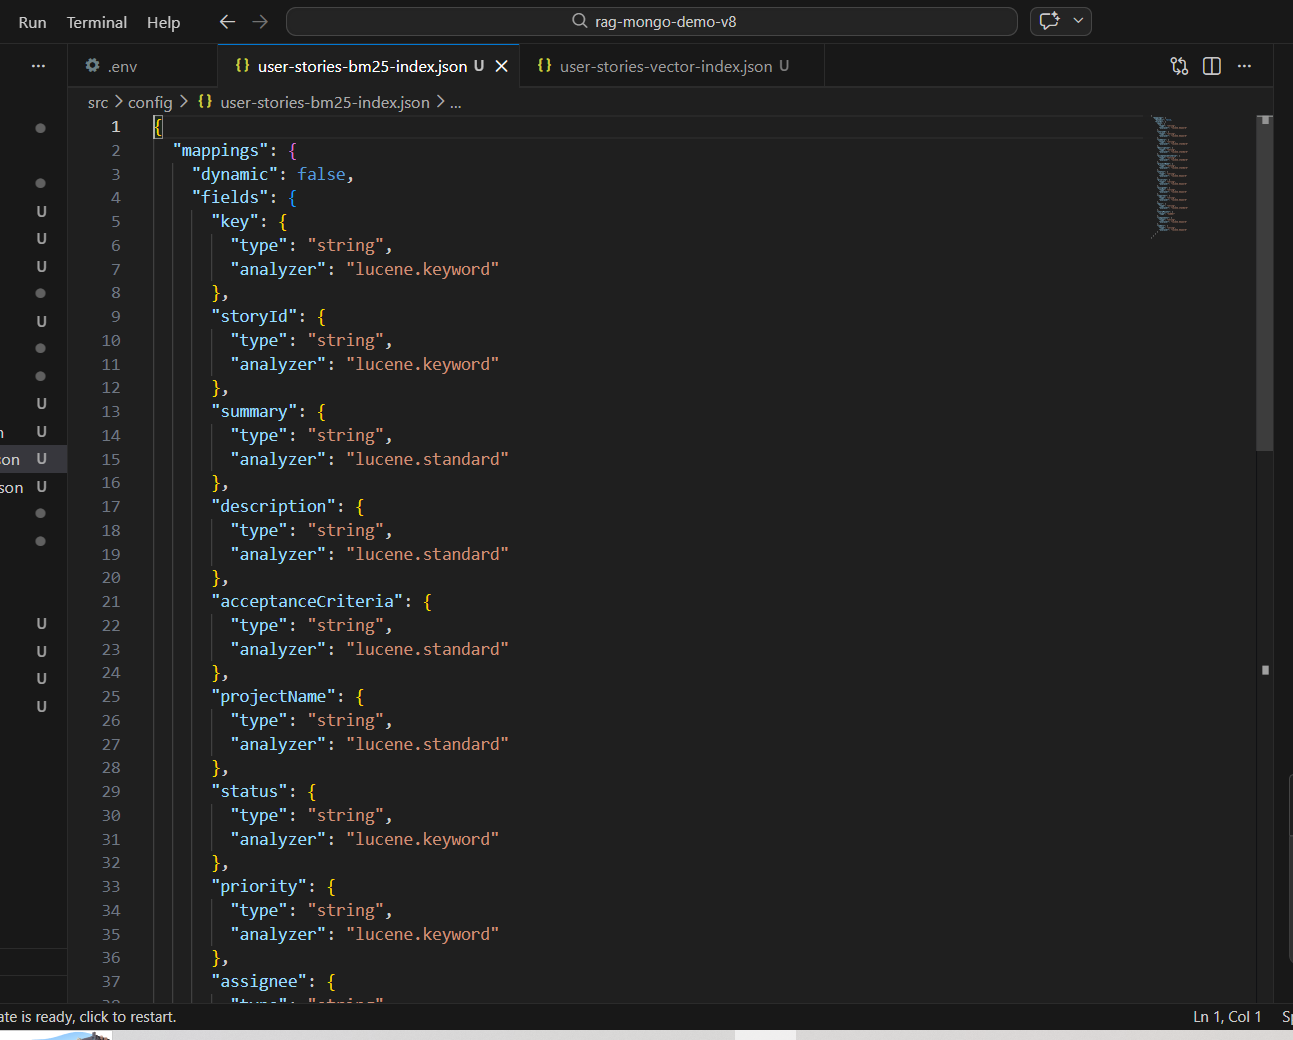 Run Terminal Help
rag-mongo-demo-v8
.env
{} user-stories-bm25-index.json U
{} user-stories-vector-index.json U
src > config > {} user-stories-bm25-index.json > ...
1 {
2 "mappings": {
3 "dynamic": false,
4 "fields": {
5 "key": {
6 "type": "string",
7 "analyzer": "lucene.keyword"
8 },
9 "storyId": {
10 "type": "string",
11 "analyzer": "lucene.keyword"
12 },
13 "summary": {
14 "type": "string",
15 "analyzer": "lucene.standard"
16 },
17 "description": {
18 "type": "string",
19 "analyzer": "lucene.standard"
20 },
21 "acceptanceCriteria": {
22 "type": "string",
23 "analyzer": "lucene.standard"
24 },
25 "projectName": {
26 "type": "string",
27 "analyzer": "lucene.standard"
28 },
29 "status": {
30 "type": "string",
31 "analyzer": "lucene.keyword"
32 },
33 "priority": {
34 "type": "string",
35 "analyzer": "lucene.keyword"
36 },
37 "assignee": {
38 "type": "string"
U
U
U
U
U
n U
son U
son U
U
U
U
U
ate is ready, click to restart.
Ln 1, Col 1
Sp